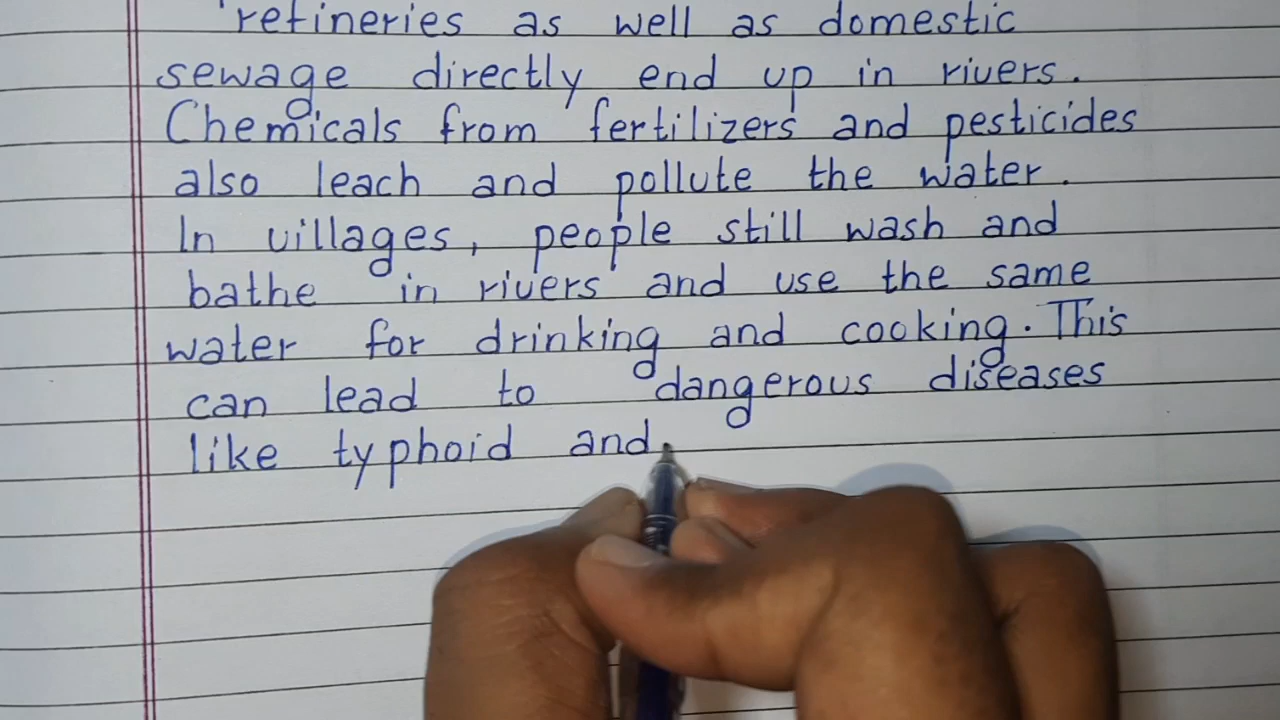 refineries as well as domestic
sewage directly end up in rivers.
Chemicals from fertilizers and pesticides
also leach and pollute the water.
In villages, people still wash and
bathe in rivers and use the same
water for drinking and cooking. This
can lead to dangerous diseases
like typhoid and